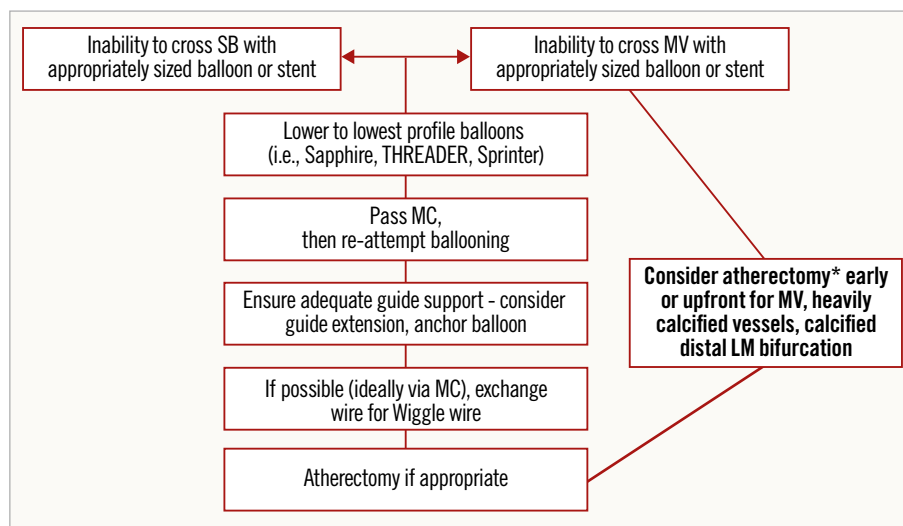 Inability to cross SB with
appropriately sized balloon or stent
Inability to cross MV with
appropriately sized balloon or stent
Lower to lowest profile balloons
(i.e., Sapphire, THREADER, Sprinter)
Pass MC,
then re-attempt ballooning
Ensure adequate guide support - consider
guide extension, anchor balloon
If possible (ideally via MC), exchange
wire for Wiggle wire
Atherectomy if appropriate
Consider atherectomy* early
or upfront for MV, heavily
calcified vessels, calcified
distal LM bifurcation